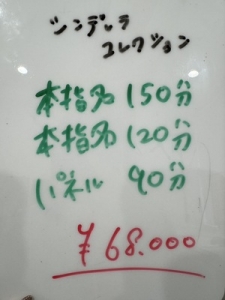 シンデレラ
コレクション
本指名 150分
本指名 120分
パネル 90分
¥68.000